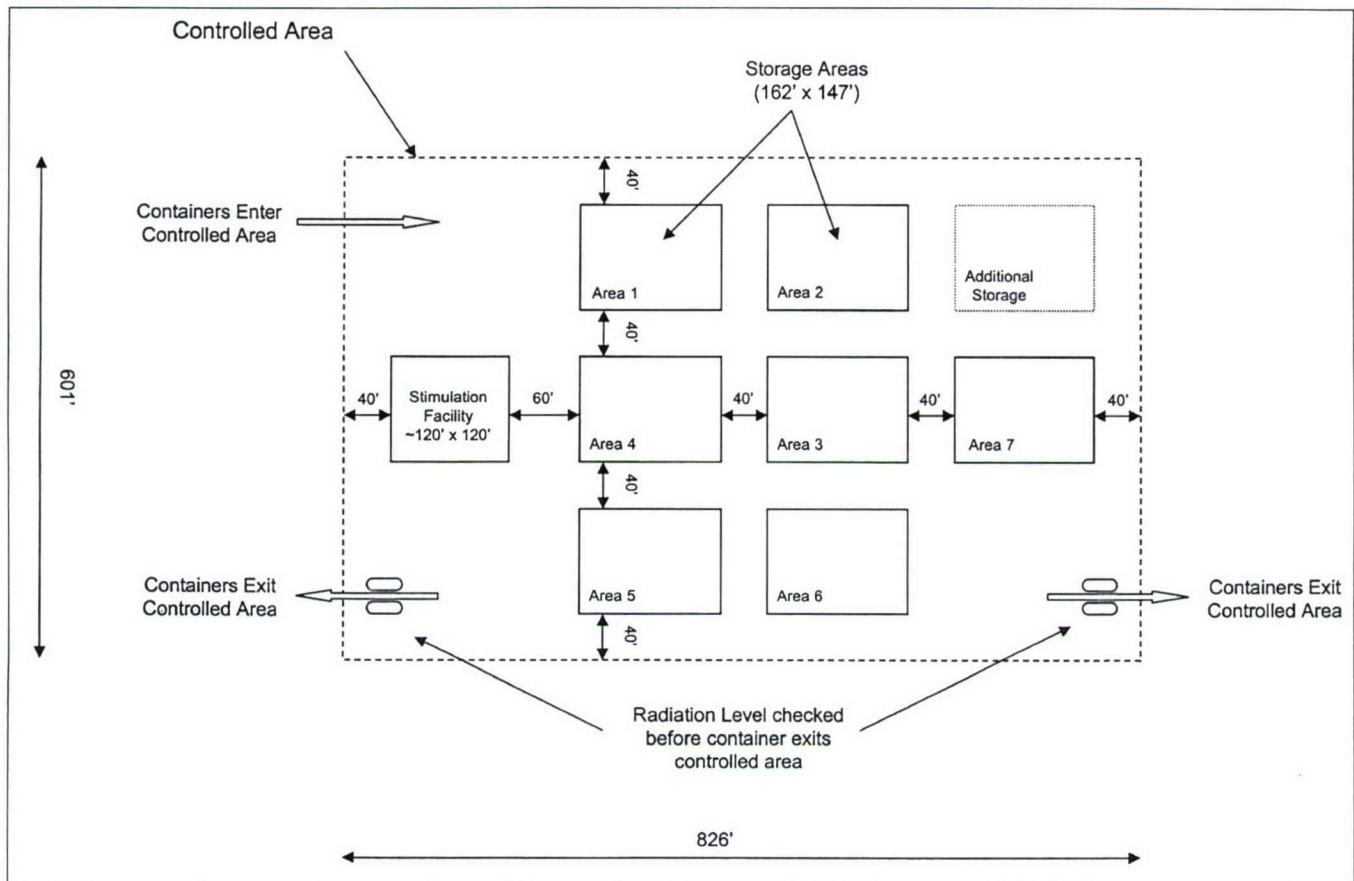 Controlled Area
Storage Areas
(162' x 147')
40'
Containers Enter
Controlled Area
Area 1
Area 2
Additional
Storage
40'
601'
40'
Stimulation
Facility
~120' x 120'
60'
Area 4
40'
Area 3
40'
Area 7
40'
40'
Containers Exit
Controlled Area
Area 5
Area 6
Containers Exit
Controlled Area
40'
Radiation Level checked
before container exits
controlled area
826'